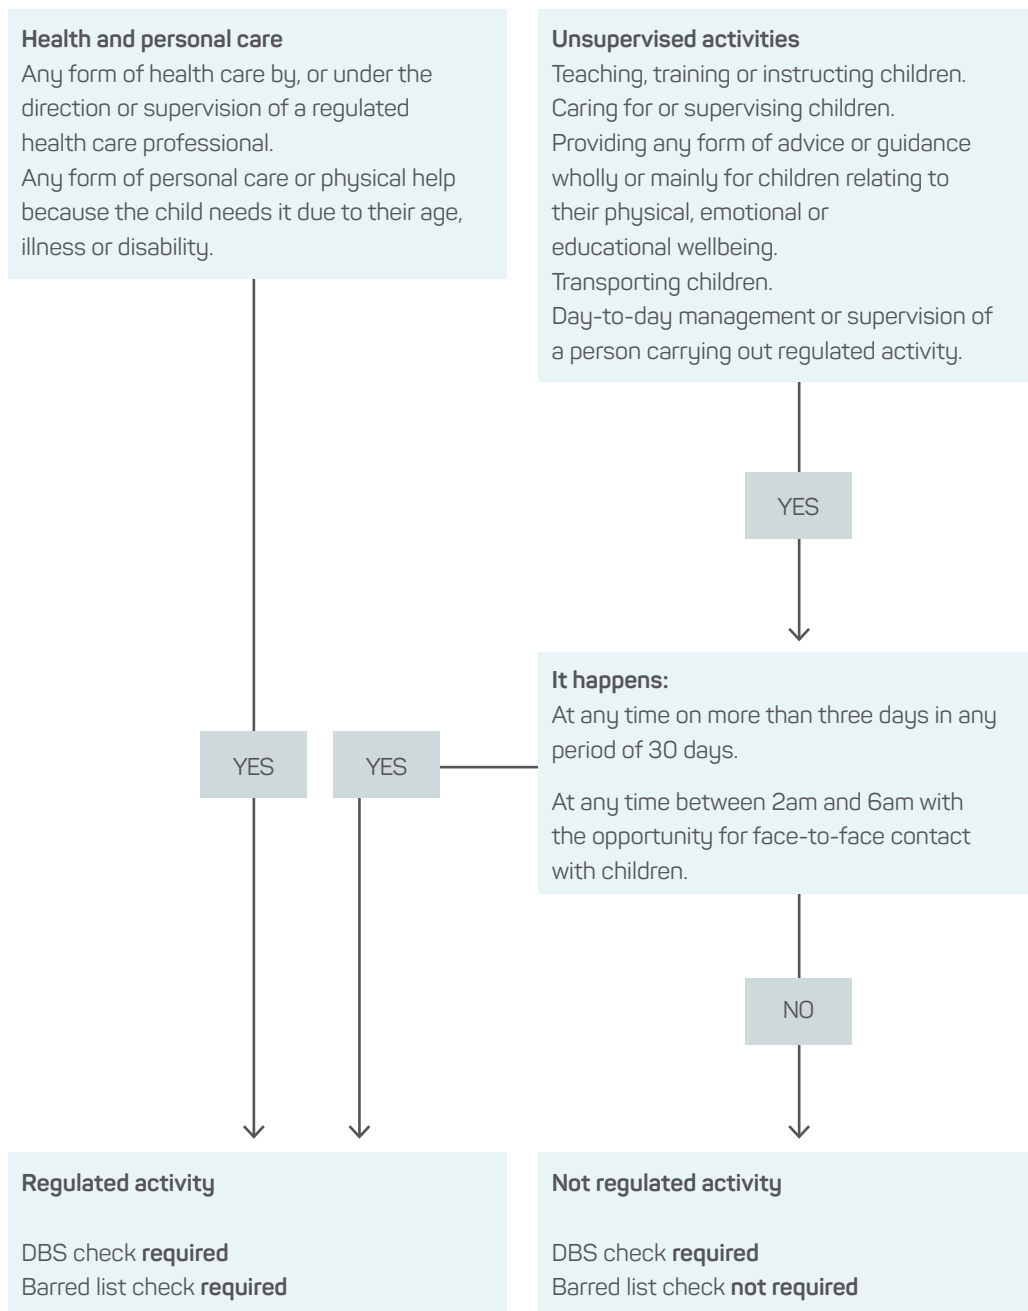 Health and personal care
Any form of health care by, or under the
direction or supervision of a regulated
health care professional.
Any form of personal care or physical help
because the child needs it due to their age,
illness or disability.
Unsupervised activities
Teaching, training or instructing children.
Caring for or supervising children.
Providing any form of advice or guidance
wholly or mainly for children relating to
their physical, emotional or
educational wellbeing.
Transporting children.
Day-to-day management or supervision of
a person carrying out regulated activity.
YES
It happens:
At any time on more than three days in any
period of 30 days.
At any time between 2am and 6am with
the opportunity for face-to-face contact
with children.
YES
YES
NO
Regulated activity
DBS check required
Barred list check required
Not regulated activity
DBS check required
Barred list check not required